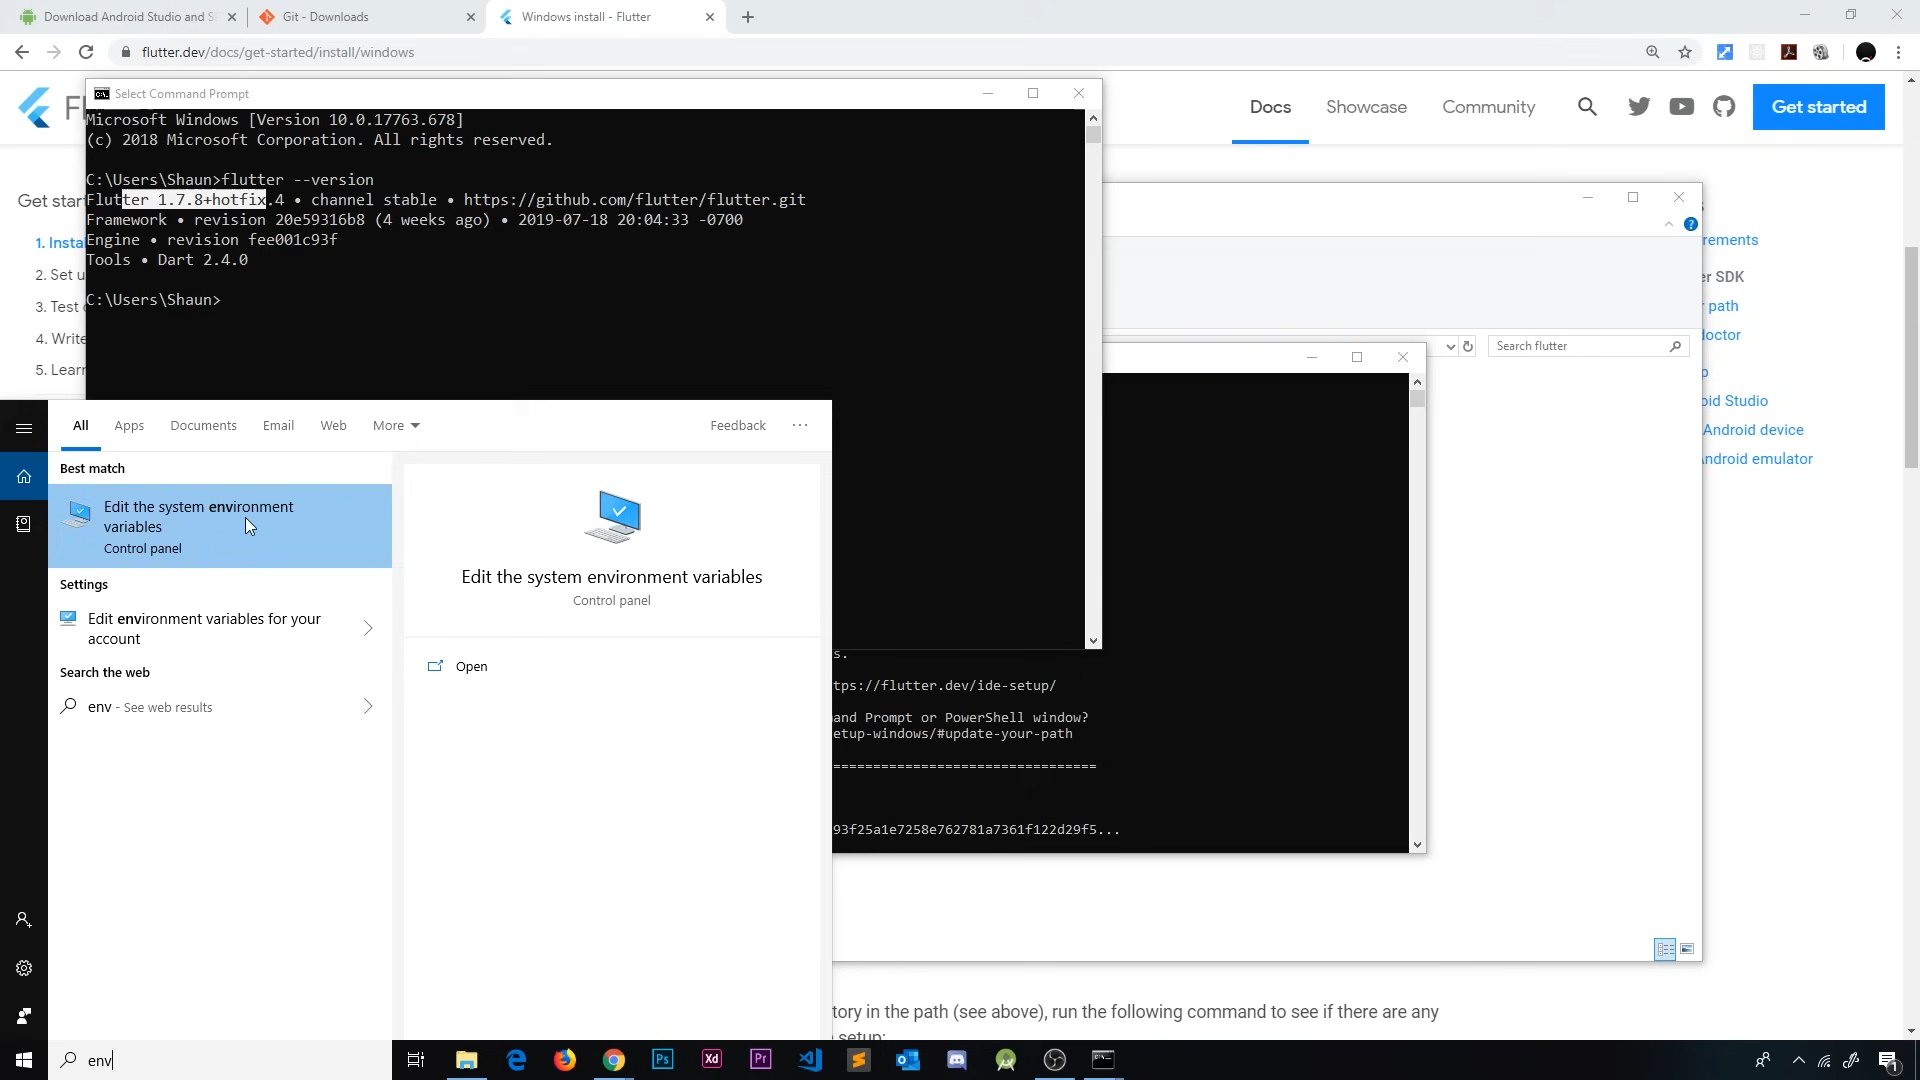 Download Android Studio and S
Git - Downloads
Windows install - Flutter
flutter.dev/docs/get-started/install/windows
Docs
Showcase
Community
Get started
Select Command Prompt
Microsoft Windows [Version 10.0.17763.678]
(c) 2018 Microsoft Corporation. All rights reserved.
C:\Users\Shaun>flutter --version
Flutter 1.7.8+hotfix.4 • channel stable • https://github.com/flutter/flutter.git
Framework • revision 20e59316b8 (4 weeks ago) • 2019-07-18 20:04:33 -0700
Engine • revision fee001c93f
Tools • Dart 2.4.0
C:\Users\Shaun>
Get star
1. Insta
2. Set u
3. Test
4. Write
5. Learn
rements
er SDK
path
doctor
oid Studio
Android device
Android emulator
Search flutter
s.
tps://flutter.dev/ide-setup/
and Prompt or PowerShell window?
etup-windows/#update-your-path
=================================
93f25a1e7258e762781a7361f122d29f5...
All
Apps
Documents
Email
Web
More
Feedback
Best match
Edit the system environment
variables
Control panel
Settings
Edit environment variables for your
account
Search the web
env - See web results
Edit the system environment variables
Control panel
Open
tory in the path (see above), run the following command to see if there are any
setup:
env
Ps
Xd
Pr
1